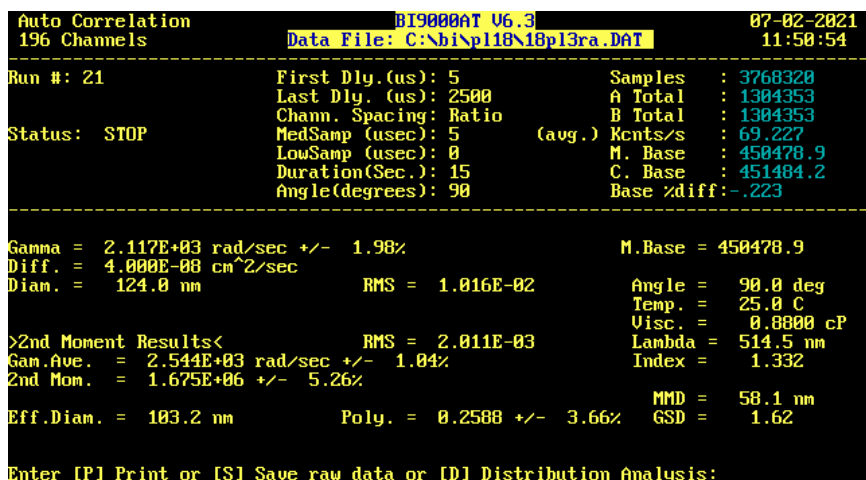 Auto Correlation BI9000AT V6.3 07-02-2021
196 Channels Data File: C:\bi\pl18\18pl3ra.DAT 11:50:54
Run #: 21 First Dly.(us): 5 Samples : 3768320
Last Dly. (us): 2500 A Total : 1304353
Chann. Spacing: Ratio B Total : 1304353
Status: STOP MedSamp (usec): 5 (avg.) Kcnts/s : 69.227
LowSamp (usec): 0 M. Base : 450478.9
Duration(Sec.): 15 C. Base : 451484.2
Angle(degrees): 90 Base %diff:-.223
Gamma = 2.117E+03 rad/sec +/- 1.98% M.Base = 450478.9
Diff. = 4.000E-08 cm^2/sec
Diam. = 124.0 nm RMS = 1.016E-02 Angle = 90.0 deg
Temp. = 25.0 C
Visc. = 0.8800 cP
>2nd Moment Results< RMS = 2.011E-03 Lambda = 514.5 nm
Gam.Ave. = 2.544E+03 rad/sec +/- 1.04% Index = 1.332
2nd Mom. = 1.675E+06 +/- 5.26%
MMD = 58.1 nm
Eff.Diam. = 103.2 nm Poly. = 0.2588 +/- 3.66% GSD = 1.62
Enter [P] Print or [S] Save raw data or [D] Distribution Analysis: